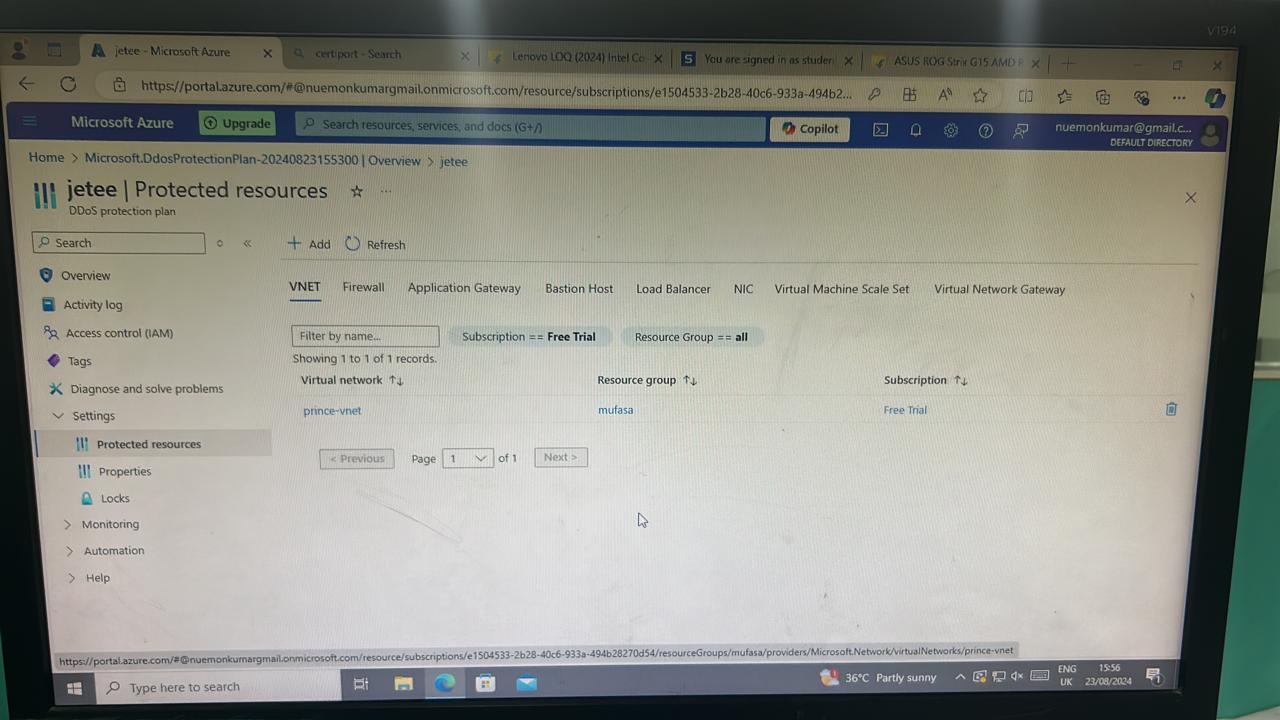 V194
jetee - Microsoft Azure
certiport - Search
Lenovo LOQ (2024) Intel Co
You are signed in as studen
ASUS ROG Strix G15 AMD R
https://portal.azure.com/#@nuemonkumargmail.onmicrosoft.com/resource/subscriptions/e1504533-2b28-40c6-933a-494b2...
Microsoft Azure
Upgrade
Search resources, services, and docs (G+/)
Copilot
nuemonkumar@gmail.c...
DEFAULT DIRECTORY
Home > Microsoft.DdosProtectionPlan-20240823155300 | Overview > jetee
jetee | Protected resources
DDoS protection plan
Search
Add
Refresh
Overview
Activity log
Access control (IAM)
Tags
Diagnose and solve problems
Settings
Protected resources
Properties
Locks
Monitoring
Automation
Help
VNET
Firewall
Application Gateway
Bastion Host
Load Balancer
NIC
Virtual Machine Scale Set
Virtual Network Gateway
Filter by name...
Subscription == Free Trial
Resource Group == all
Showing 1 to 1 of 1 records.
Virtual network
Resource group
Subscription
prince-vnet
mufasa
Free Trial
< Previous
Page 1 of 1
Next >
https://portal.azure.com/#@nuemonkumargmail.onmicrosoft.com/resource/subscriptions/e1504533-2b28-40c6-933a-494b28270d54/resourceGroups/mufasa/providers/Microsoft.Network/virtualNetworks/prince-vnet
Type here to search
36°C Partly sunny
ENG
UK
15:56
23/08/2024
1